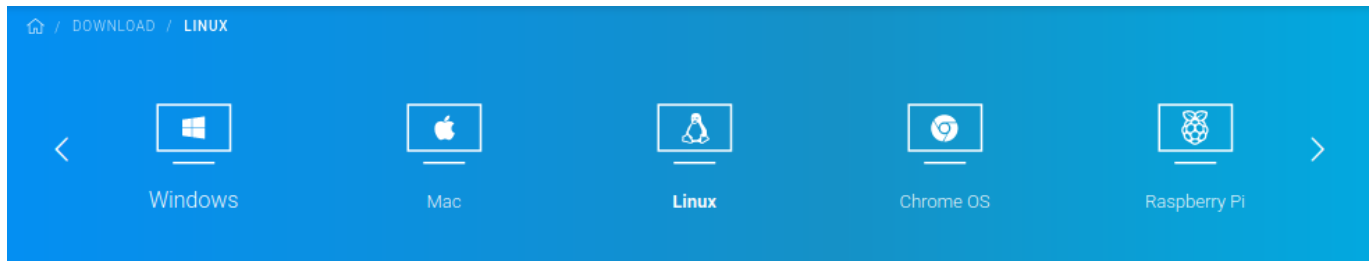 / DOWNLOAD / LINUX
Windows
Mac
Linux
Chrome OS
Raspberry Pi